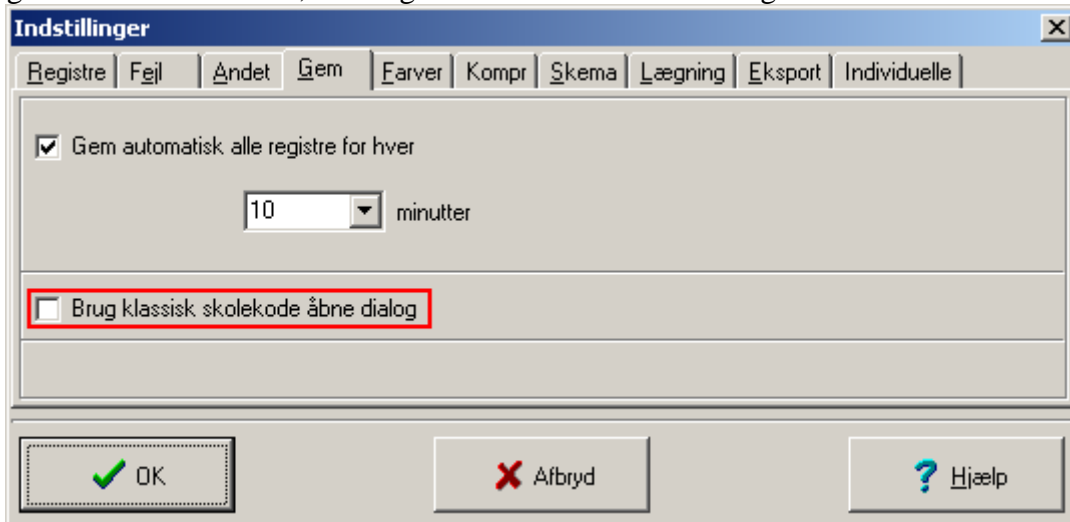 Indstillinger
Registre Fejl Andet Gem Farver Kompr Skema Lægning Eksport Individuelle
Gem automatisk alle registre for hver
10 minutter
Brug klassisk skolekode åbne dialog
OK Afbryd Hjælp